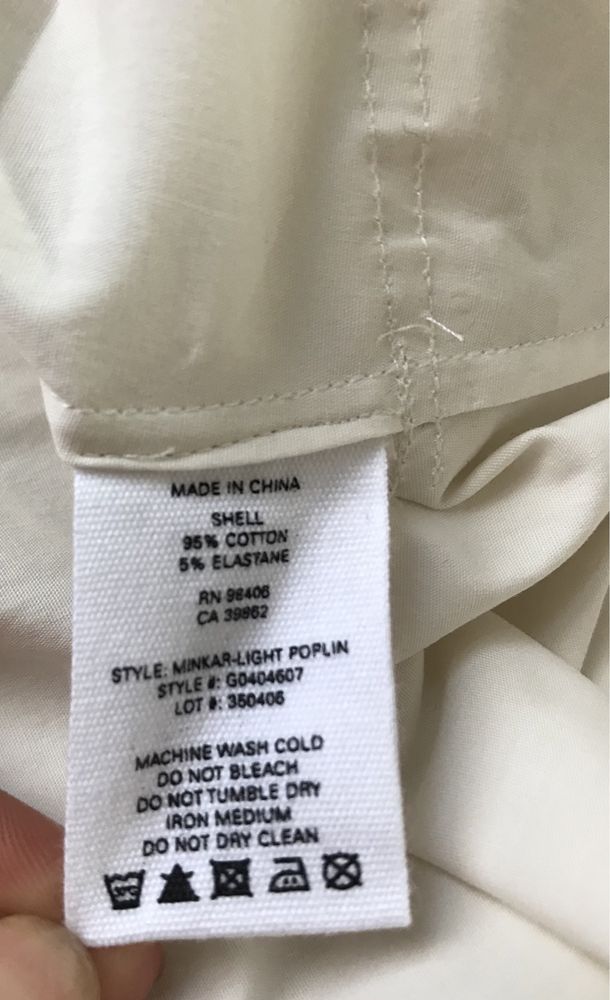 MADE IN CHINA
SHELL
95% COTTON
5% ELASTANE
RN 96406
CA 39862
STYLE: MINKAR-LIGHT POPLIN
STYLE #: G0404607
LOT #: 350406
MACHINE WASH COLD
DO NOT BLEACH
DO NOT TUMBLE DRY
IRON MEDIUM
DO NOT DRY CLEAN